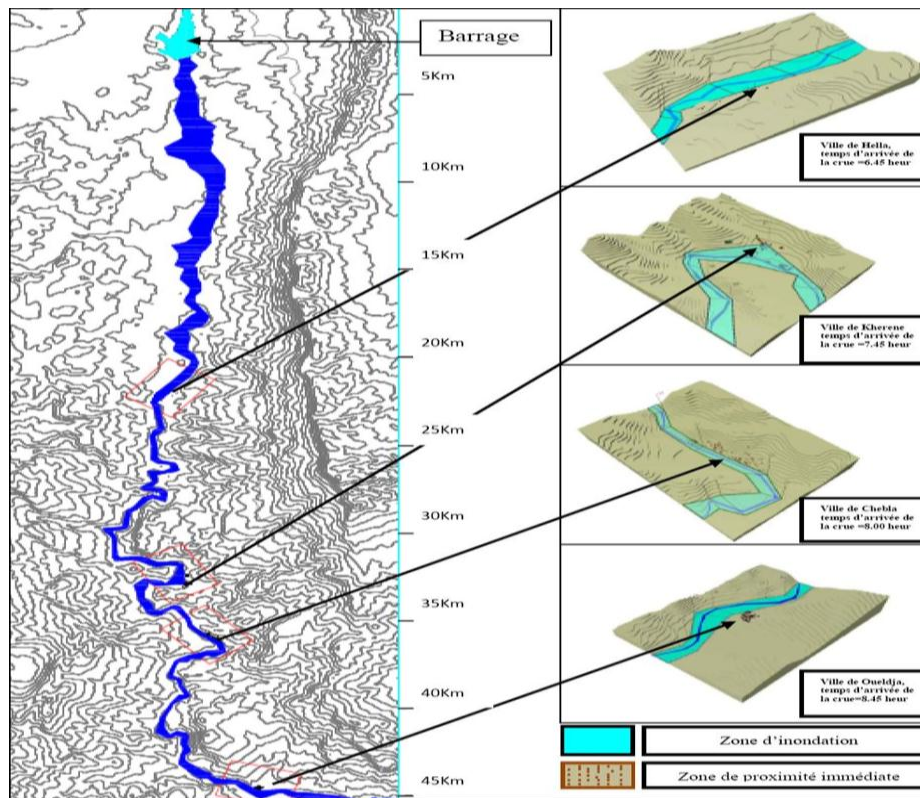 Barrage
5Km
10Km
15Km
20Km
25Km
30Km
35Km
40Km
45Km
Ville de Hella,
temps d'arrivée de
la crue =6.45 heur
Ville de Kherene
temps d'arrivée de
la crue =7.45 heur
Ville de Chebla
temps d'arrivée de
la crue=8.00 heur
Ville de Oueldja,
temps d'arrivée de
la crue=8.45 heur
Zone d'inondation
Zone de proximité immédiate